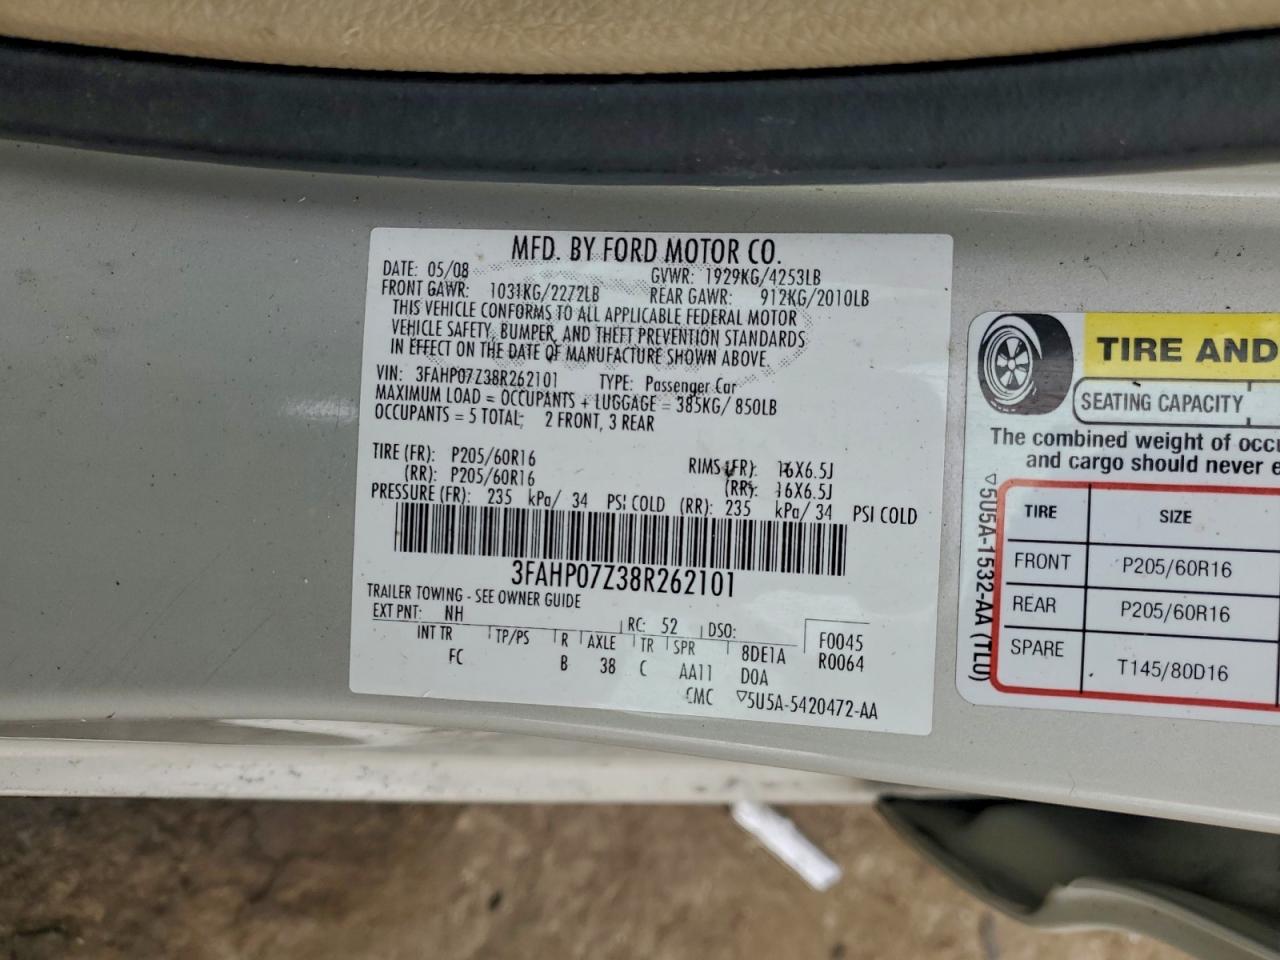 MFD. BY FORD MOTOR CO.
DATE: 05/08 GVWR: 1929KG/4253LB
FRONT GAWR: 1031KG/2272LB REAR GAWR: 912KG/2010LB
THIS VEHICLE CONFORMS TO ALL APPLICABLE FEDERAL MOTOR
VEHICLE SAFETY, BUMPER, AND THEFT PREVENTION STANDARDS
IN EFFECT ON THE DATE OF MANUFACTURE SHOWN ABOVE.
VIN: 3FAHP07Z38R262101 TYPE: Passenger Car
MAXIMUM LOAD = OCCUPANTS + LUGGAGE = 385KG/ 850LB
OCCUPANTS = 5 TOTAL; 2 FRONT, 3 REAR
TIRE (FR): P205/60R16 RIMS (FR): 16X6.5J
(RR): P205/60R16 (RR): 16X6.5J
PRESSURE (FR): 235 kPa/ 34 PSI COLD (RR): 235 kPa/ 34 PSI COLD
3FAHP07Z38R262101
TRAILER TOWING - SEE OWNER GUIDE
EXT PNT: NH RC: 52 DSO: F0045
INT TR TP/PS R AXLE TR SPR 8DE1A R0064
FC B 38 C AA11 DOA
CMC ▽5U5A-5420472-AA
TIRE AND
SEATING CAPACITY
The combined weight of occu
and cargo should never e
TIRE SIZE
FRONT P205/60R16
REAR P205/60R16
SPARE T145/80D16
▽5U5A-1532-AA (TLU)